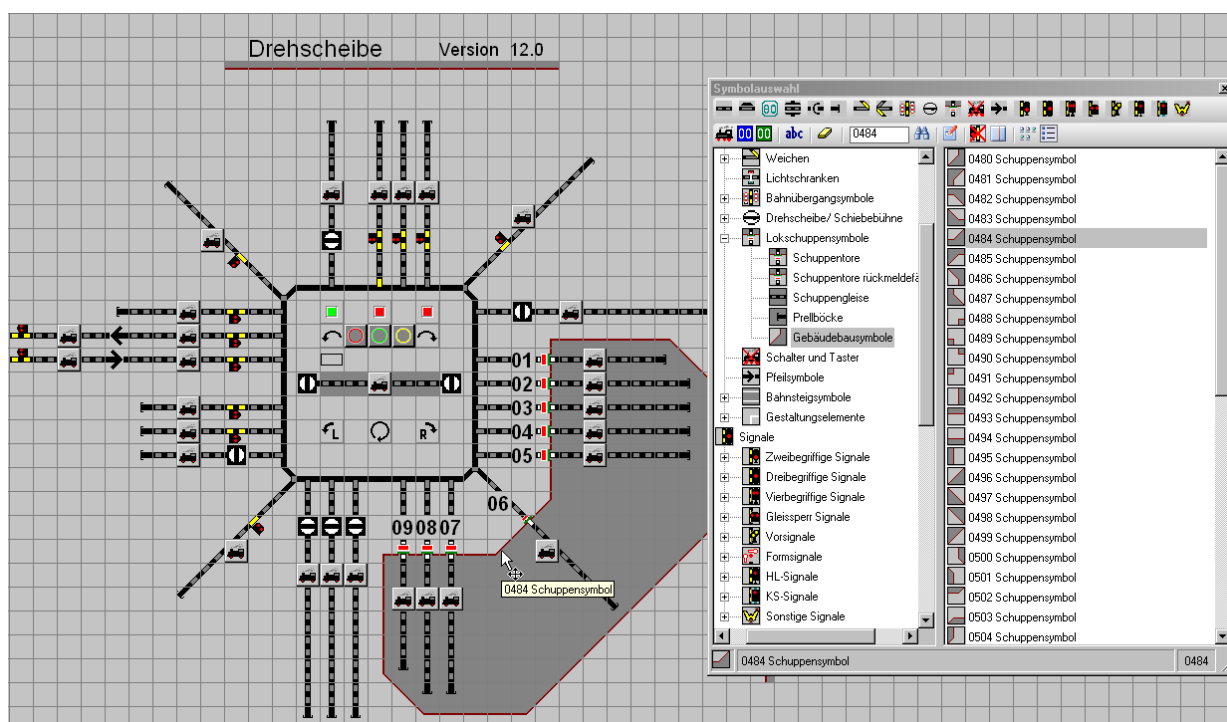 Drehscheibe Version 12.0
Symbolauswahl
00 00 abc 0484
Weichen
Lichtschranken
Bahnübergangsymbole
Drehscheibe/ Schiebebühne
Lokschuppensymbole
Schuppentore
Schuppentore rückmeldefä
Schuppengleise
Prellböcke
Gebäudebausymbole
Schalter und Taster
Pfeilsymbole
Bahnsteigsymbole
Gestaltungselemente
Signale
Zweibegriffige Signale
Dreibegriffige Signale
Vierbegriffige Signale
Gleissperr Signale
Vorsignale
Formsignale
HL-Signale
KS-Signale
Sonstige Signale
0480 Schuppensymbol
0481 Schuppensymbol
0482 Schuppensymbol
0483 Schuppensymbol
0484 Schuppensymbol
0485 Schuppensymbol
0486 Schuppensymbol
0487 Schuppensymbol
0488 Schuppensymbol
0489 Schuppensymbol
0490 Schuppensymbol
0491 Schuppensymbol
0492 Schuppensymbol
0493 Schuppensymbol
0494 Schuppensymbol
0495 Schuppensymbol
0496 Schuppensymbol
0497 Schuppensymbol
0498 Schuppensymbol
0499 Schuppensymbol
0500 Schuppensymbol
0501 Schuppensymbol
0502 Schuppensymbol
0503 Schuppensymbol
0504 Schuppensymbol
0484 Schuppensymbol 0484
01
02
03
04
05
L R
06
09 08 07
0484 Schuppensymbol